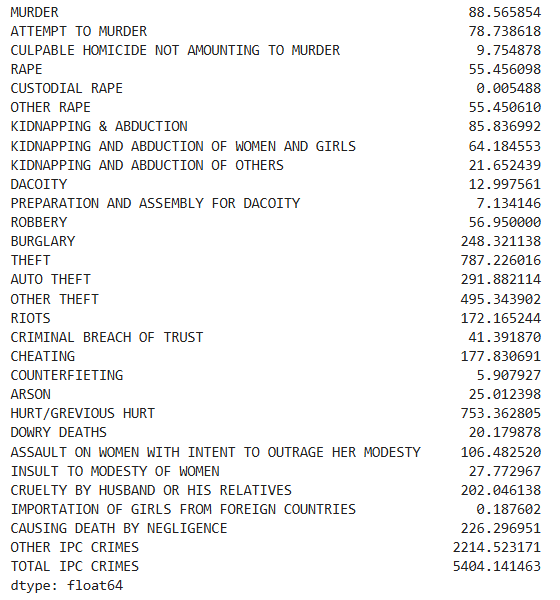 MURDER 88.565854
ATTEMPT TO MURDER 78.738618
CULPABLE HOMICIDE NOT AMOUNTING TO MURDER 9.754878
RAPE 55.456098
CUSTODIAL RAPE 0.005488
OTHER RAPE 55.450610
KIDNAPPING & ABDUCTION 85.836992
KIDNAPPING AND ABDUCTION OF WOMEN AND GIRLS 64.184553
KIDNAPPING AND ABDUCTION OF OTHERS 21.652439
DACOITY 12.997561
PREPARATION AND ASSEMBLY FOR DACOITY 7.134146
ROBBERY 56.950000
BURGLARY 248.321138
THEFT 787.226016
AUTO THEFT 291.882114
OTHER THEFT 495.343902
RIOTS 172.165244
CRIMINAL BREACH OF TRUST 41.391870
CHEATING 177.830691
COUNTERFIETING 5.907927
ARSON 25.012398
HURT/GREVIOUS HURT 753.362805
DOWRY DEATHS 20.179878
ASSAULT ON WOMEN WITH INTENT TO OUTRAGE HER MODESTY 106.482520
INSULT TO MODESTY OF WOMEN 27.772967
CRUELTY BY HUSBAND OR HIS RELATIVES 202.046138
IMPORTATION OF GIRLS FROM FOREIGN COUNTRIES 0.187602
CAUSING DEATH BY NEGLIGENCE 226.296951
OTHER IPC CRIMES 2214.523171
TOTAL IPC CRIMES 5404.141463
dtype: float64